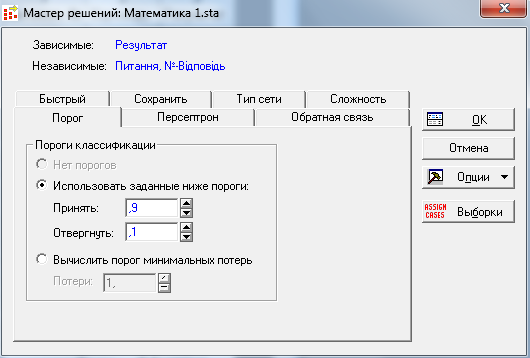 Мастер решений: Математика 1.sta
Зависимые: Результат
Независимые: Питання, №-Відповідь
Быстрый Сохранить Тип сети Сложность
Порог Персептрон Обратная связь
Пороги классификации
Нет порогов
Использовать заданные ниже пороги:
Принять: ,9
Отвергнуть: ,1
Вычислить порог минимальных потерь
Потери: 1,
OK
Отмена
Опции
ASSIGN CASES Выборки